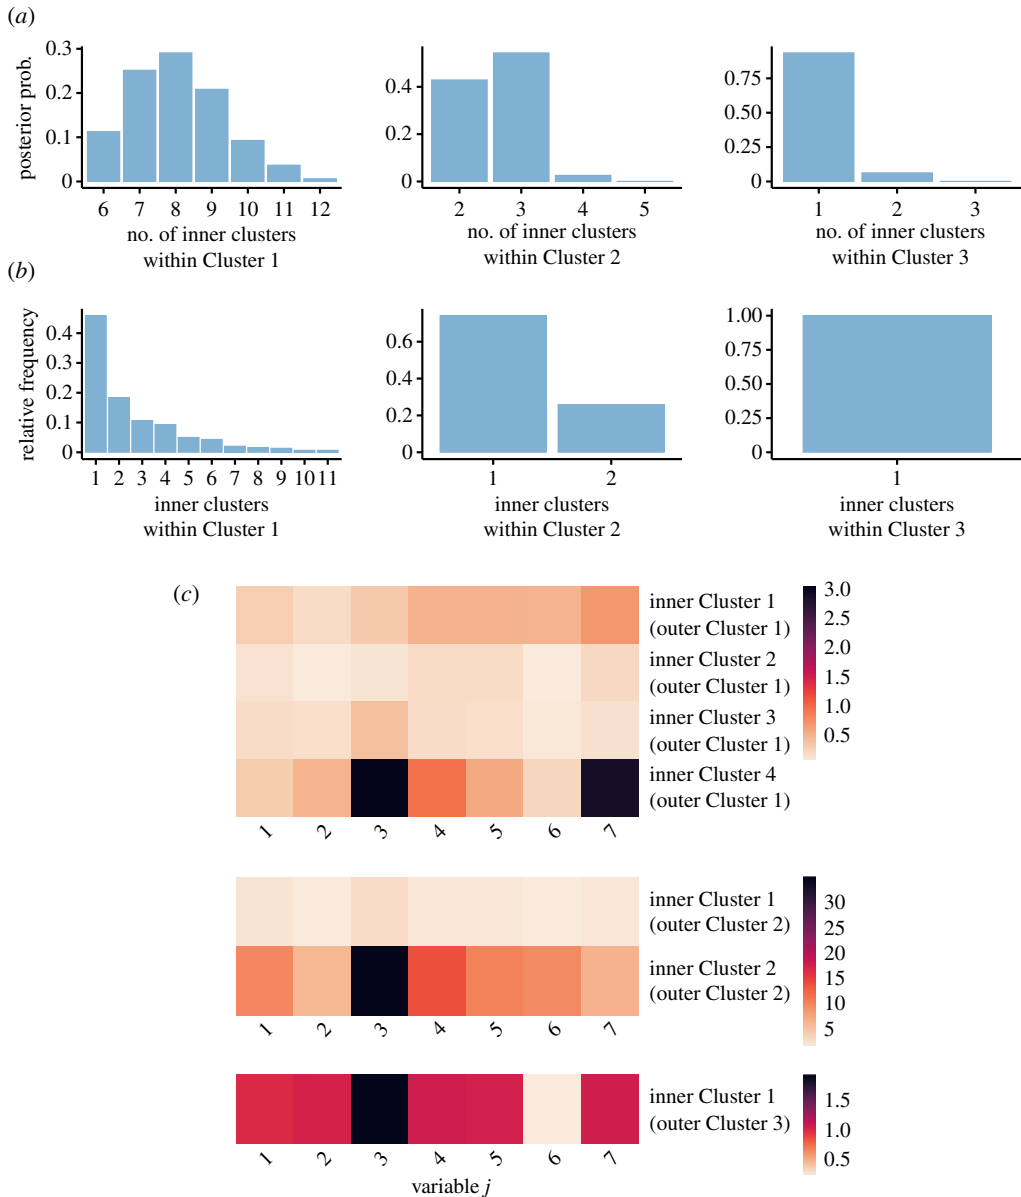 (a)
posterior prob.
0.3
0.2
0.1
0
6 7 8 9 10 11 12
no. of inner clusters
within Cluster 1
0.4
0.2
0
2 3 4 5
no. of inner clusters
within Cluster 2
0.75
0.50
0.25
0
1 2 3
no. of inner clusters
within Cluster 3
(b)
relative frequency
0.4
0.3
0.2
0.1
0
1 2 3 4 5 6 7 8 9 10 11
inner clusters
within Cluster 1
0.6
0.4
0.2
0
1 2
inner clusters
within Cluster 2
1.00
0.75
0.50
0.25
0
1
inner clusters
within Cluster 3
(c)
inner Cluster 1
(outer Cluster 1)
inner Cluster 2
(outer Cluster 1)
inner Cluster 3
(outer Cluster 1)
inner Cluster 4
(outer Cluster 1)
3.0
2.5
2.0
1.5
1.0
0.5
1 2 3 4 5 6 7
inner Cluster 1
(outer Cluster 2)
inner Cluster 2
(outer Cluster 2)
30
25
20
15
10
5
1 2 3 4 5 6 7
inner Cluster 1
(outer Cluster 3)
1.5
1.0
0.5
1 2 3 4 5 6 7
variable j